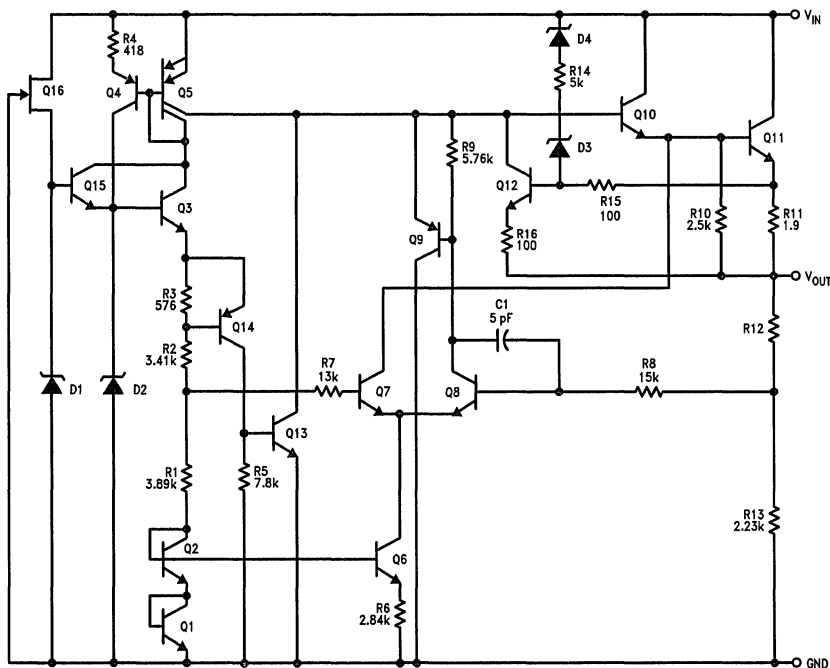 VIN
R4
418
Q16
Q4
Q5
D4
R14
5k
Q10
Q11
R9
5.76k
D3
Q15
Q3
Q12
R15
100
R10
2.5k
R11
1.9
Q9
R16
100
VOUT
R3
576
Q14
C1
5 pF
R12
R2
3.41k
R7
13k
Q7
Q8
R8
15k
D1
D2
Q13
R1
3.89k
R5
7.8k
R13
2.23k
Q2
Q6
Q1
R6
2.84k
GND